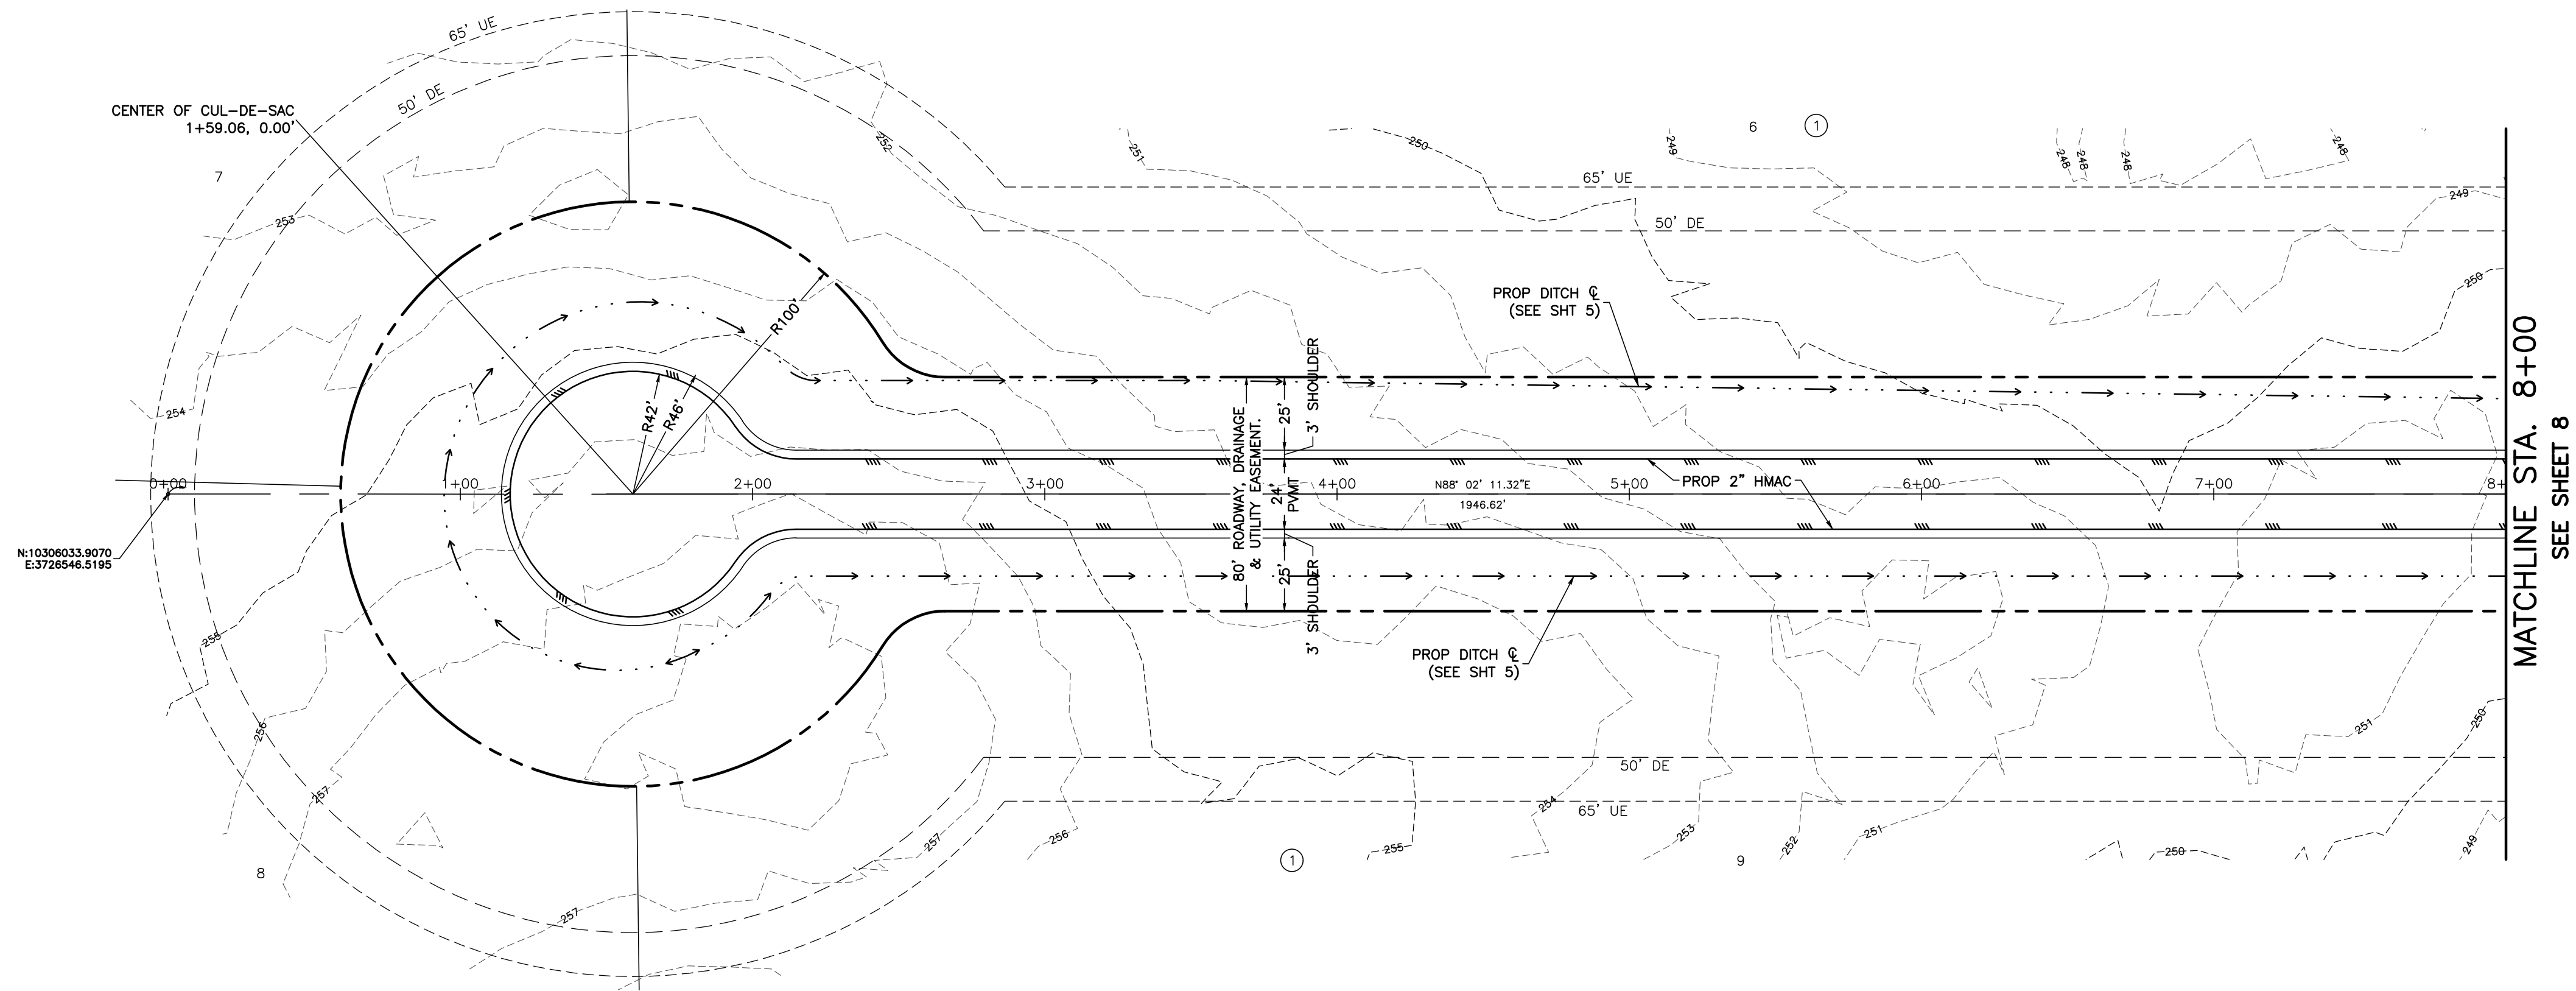 65' UE
50' DE
CENTER OF CUL-DE-SAC
1+59.06, 0.00'
7
252
251
250
249
6
1
248
248
248
248
65' UE
249
50' DE
253
250
PROP DITCH ℄
(SEE SHT 5)
R100'
254
R42'
R46'
80' ROADWAY, DRAINAGE
& UTILITY EASEMENT.
25'
3' SHOULDER
24'
PVMT
25'
3' SHOULDER
0+00
1+00
2+00
3+00
4+00
N88° 02' 11.32"E
1946.62'
5+00
PROP 2" HMAC
6+00
7+00
8+
MATCHLINE STA. 8+00
SEE SHEET 8
N:10306033.9070
E:3726546.5195
PROP DITCH ℄
(SEE SHT 5)
255
256
257
50' DE
65' UE
250
251
254
253
252
251
250
249
255
256
257
257
8
1
9